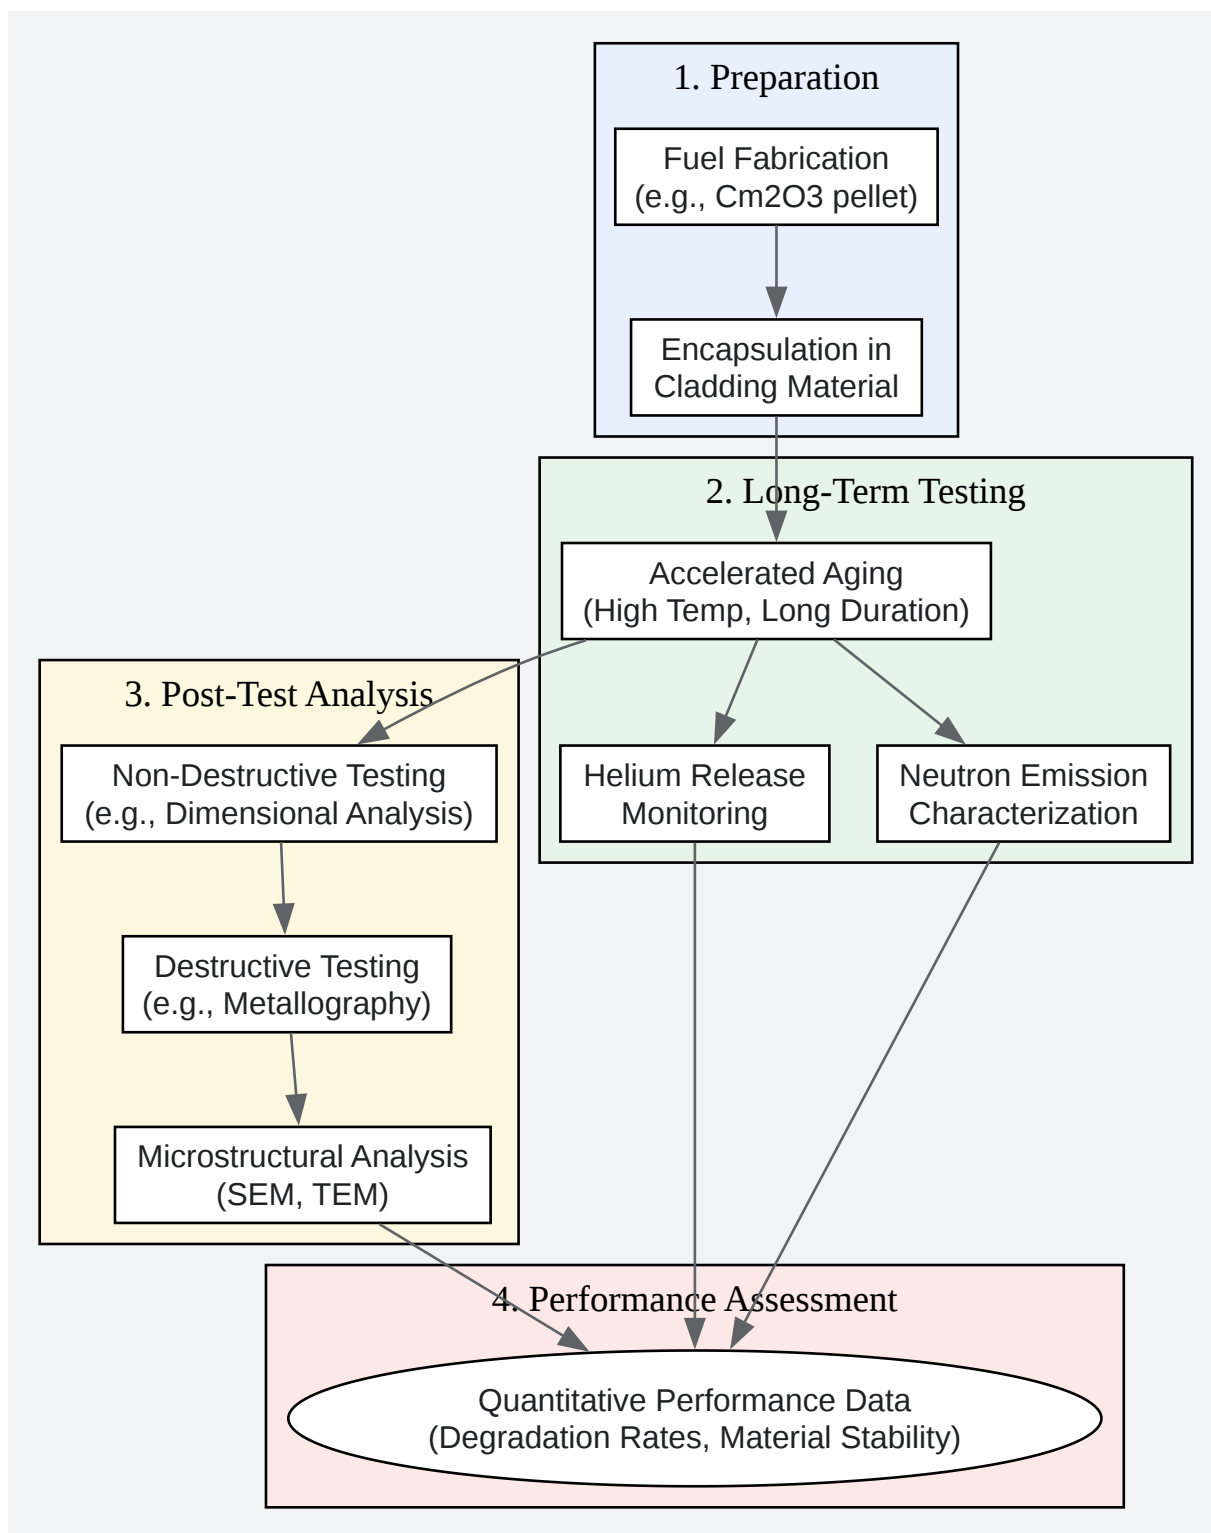 1. Preparation
Fuel Fabrication
(e.g., Cm2O3 pellet)
Encapsulation in
Cladding Material
2. Long-Term Testing
Accelerated Aging
(High Temp, Long Duration)
3. Post-Test Analysis
Non-Destructive Testing
(e.g., Dimensional Analysis)
Helium Release
Monitoring
Neutron Emission
Characterization
Destructive Testing
(e.g., Metallography)
Microstructural Analysis
(SEM, TEM)
4. Performance Assessment
Quantitative Performance Data
(Degradation Rates, Material Stability)